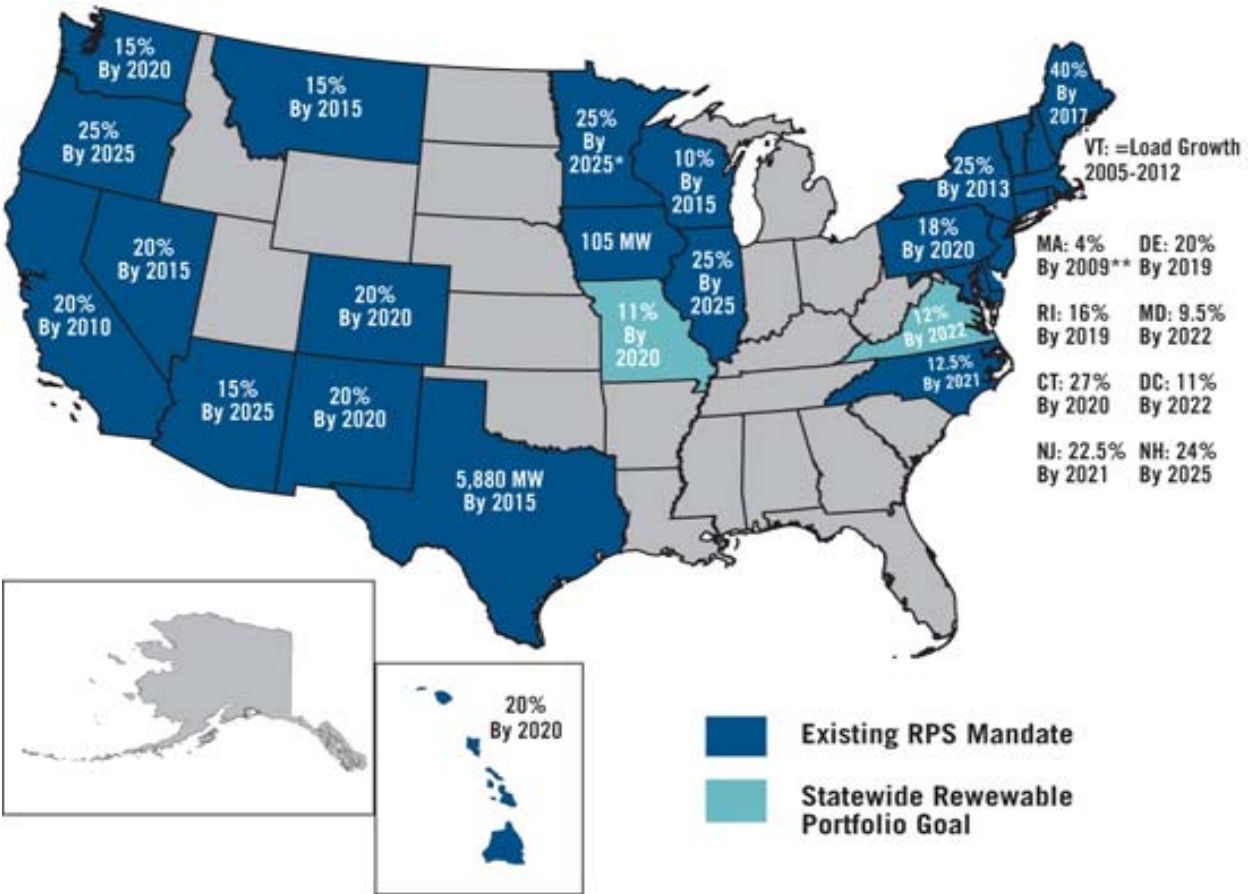 15%
By 2020
15%
By 2015
25%
By 2025
25%
By
2025*
10%
By
2015
40%
By
2017
VT: =Load Growth
2005-2012
25%
By 2013
18%
By 2020
20%
By 2015
20%
By 2010
20%
By 2020
105 MW
25%
By
2025
11%
By
2020
12%
By 2022
12.5%
By 2021
15%
By 2025
20%
By 2020
5,880 MW
By 2015
MA: 4%
By 2009**
DE: 20%
By 2019
RI: 16%
By 2019
MD: 9.5%
By 2022
CT: 27%
By 2020
DC: 11%
By 2022
NJ: 22.5%
By 2021
NH: 24%
By 2025
20%
By 2020
Existing RPS Mandate
Statewide Rewewable
Portfolio Goal